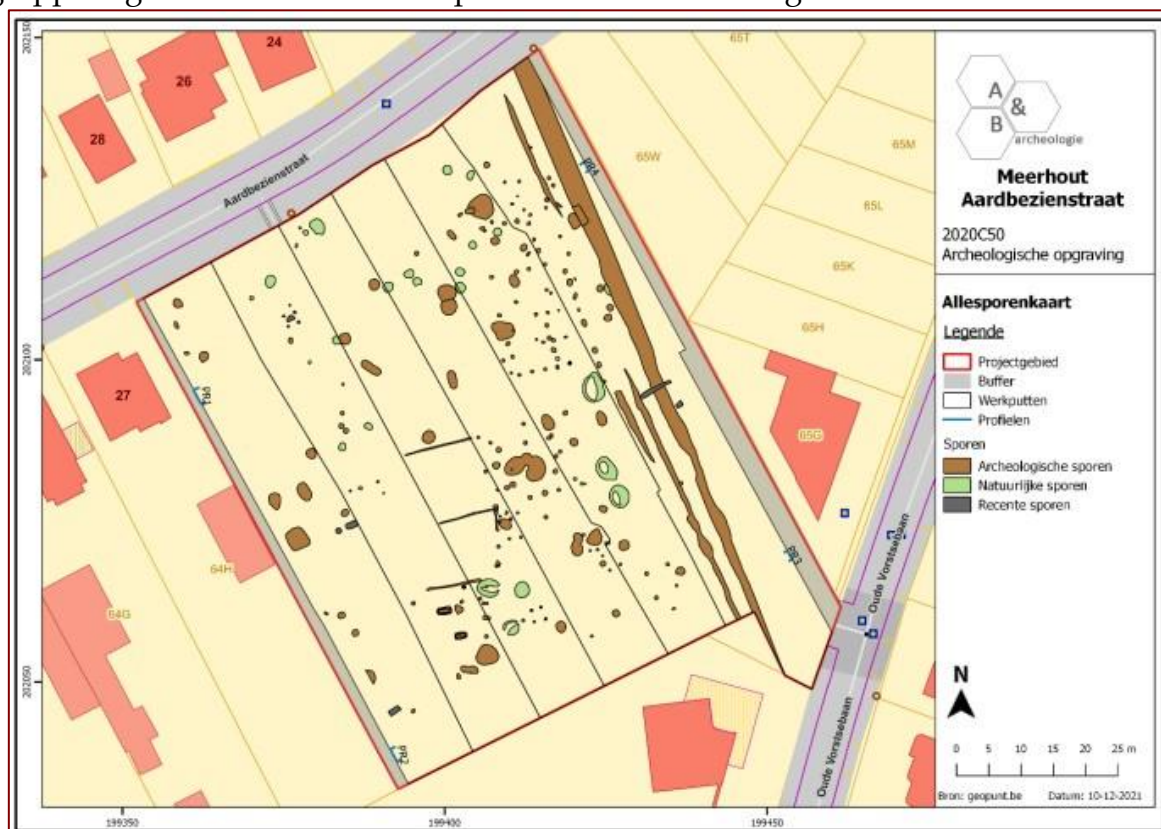 24
26
28
27
Aardbezienstraat
65T
65W
65M
65L
65K
65H
65G
64H
64G
PR4
PR3
PR2
Oude Vorstsebaan
Oude Vorstsebaan
202150
202100
202050
199350
199400
199450
A
&
B
archeologie
Meerhout
Aardbezienstraat
2020C50
Archeologische opgraving
Allesporenkaart
Legende
Projectgebied
Buffer
Werkputten
Profielen
Sporen
Archeologische sporen
Natuurlijke sporen
Recente sporen
N
0 5 10 15 20 25 m
Bron: geopunt.be Datum: 10-12-2021